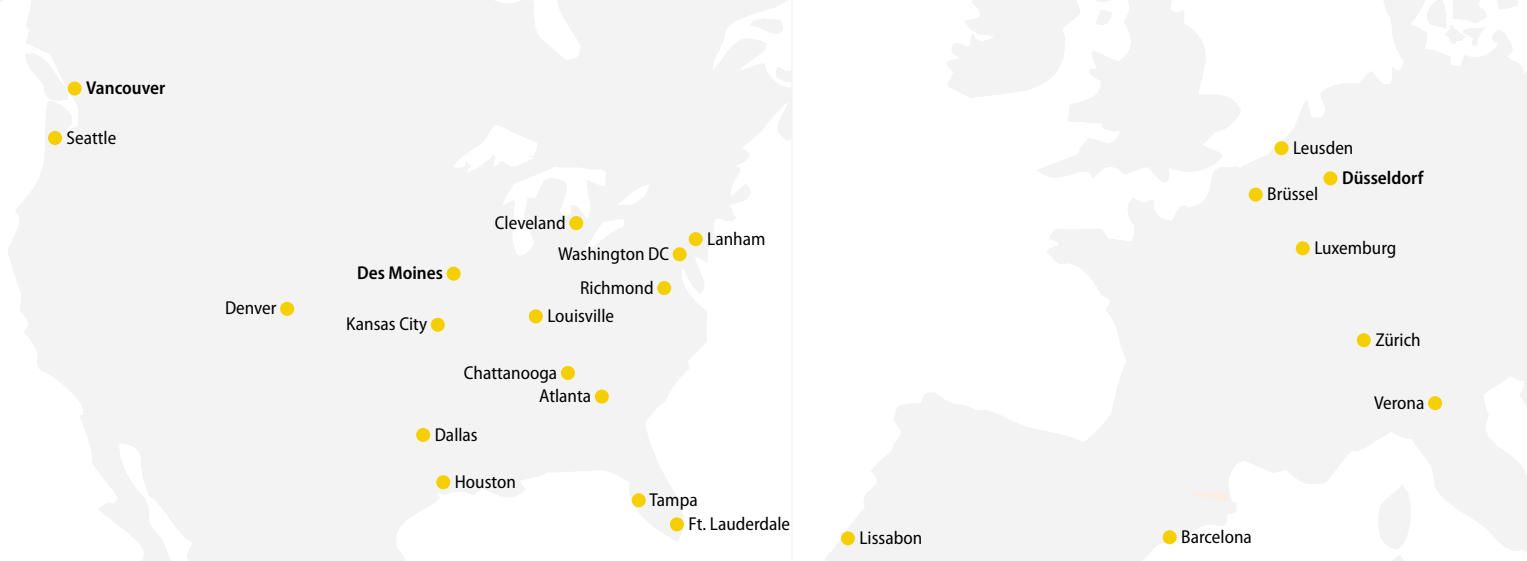 Vancouver
Seattle
Cleveland
Lanham
Washington DC
Des Moines
Richmond
Denver
Louisville
Kansas City
Chattanooga
Atlanta
Dallas
Houston
Tampa
Ft. Lauderdale
Leusden
Düsseldorf
Brüssel
Luxemburg
Zürich
Verona
Lissabon
Barcelona